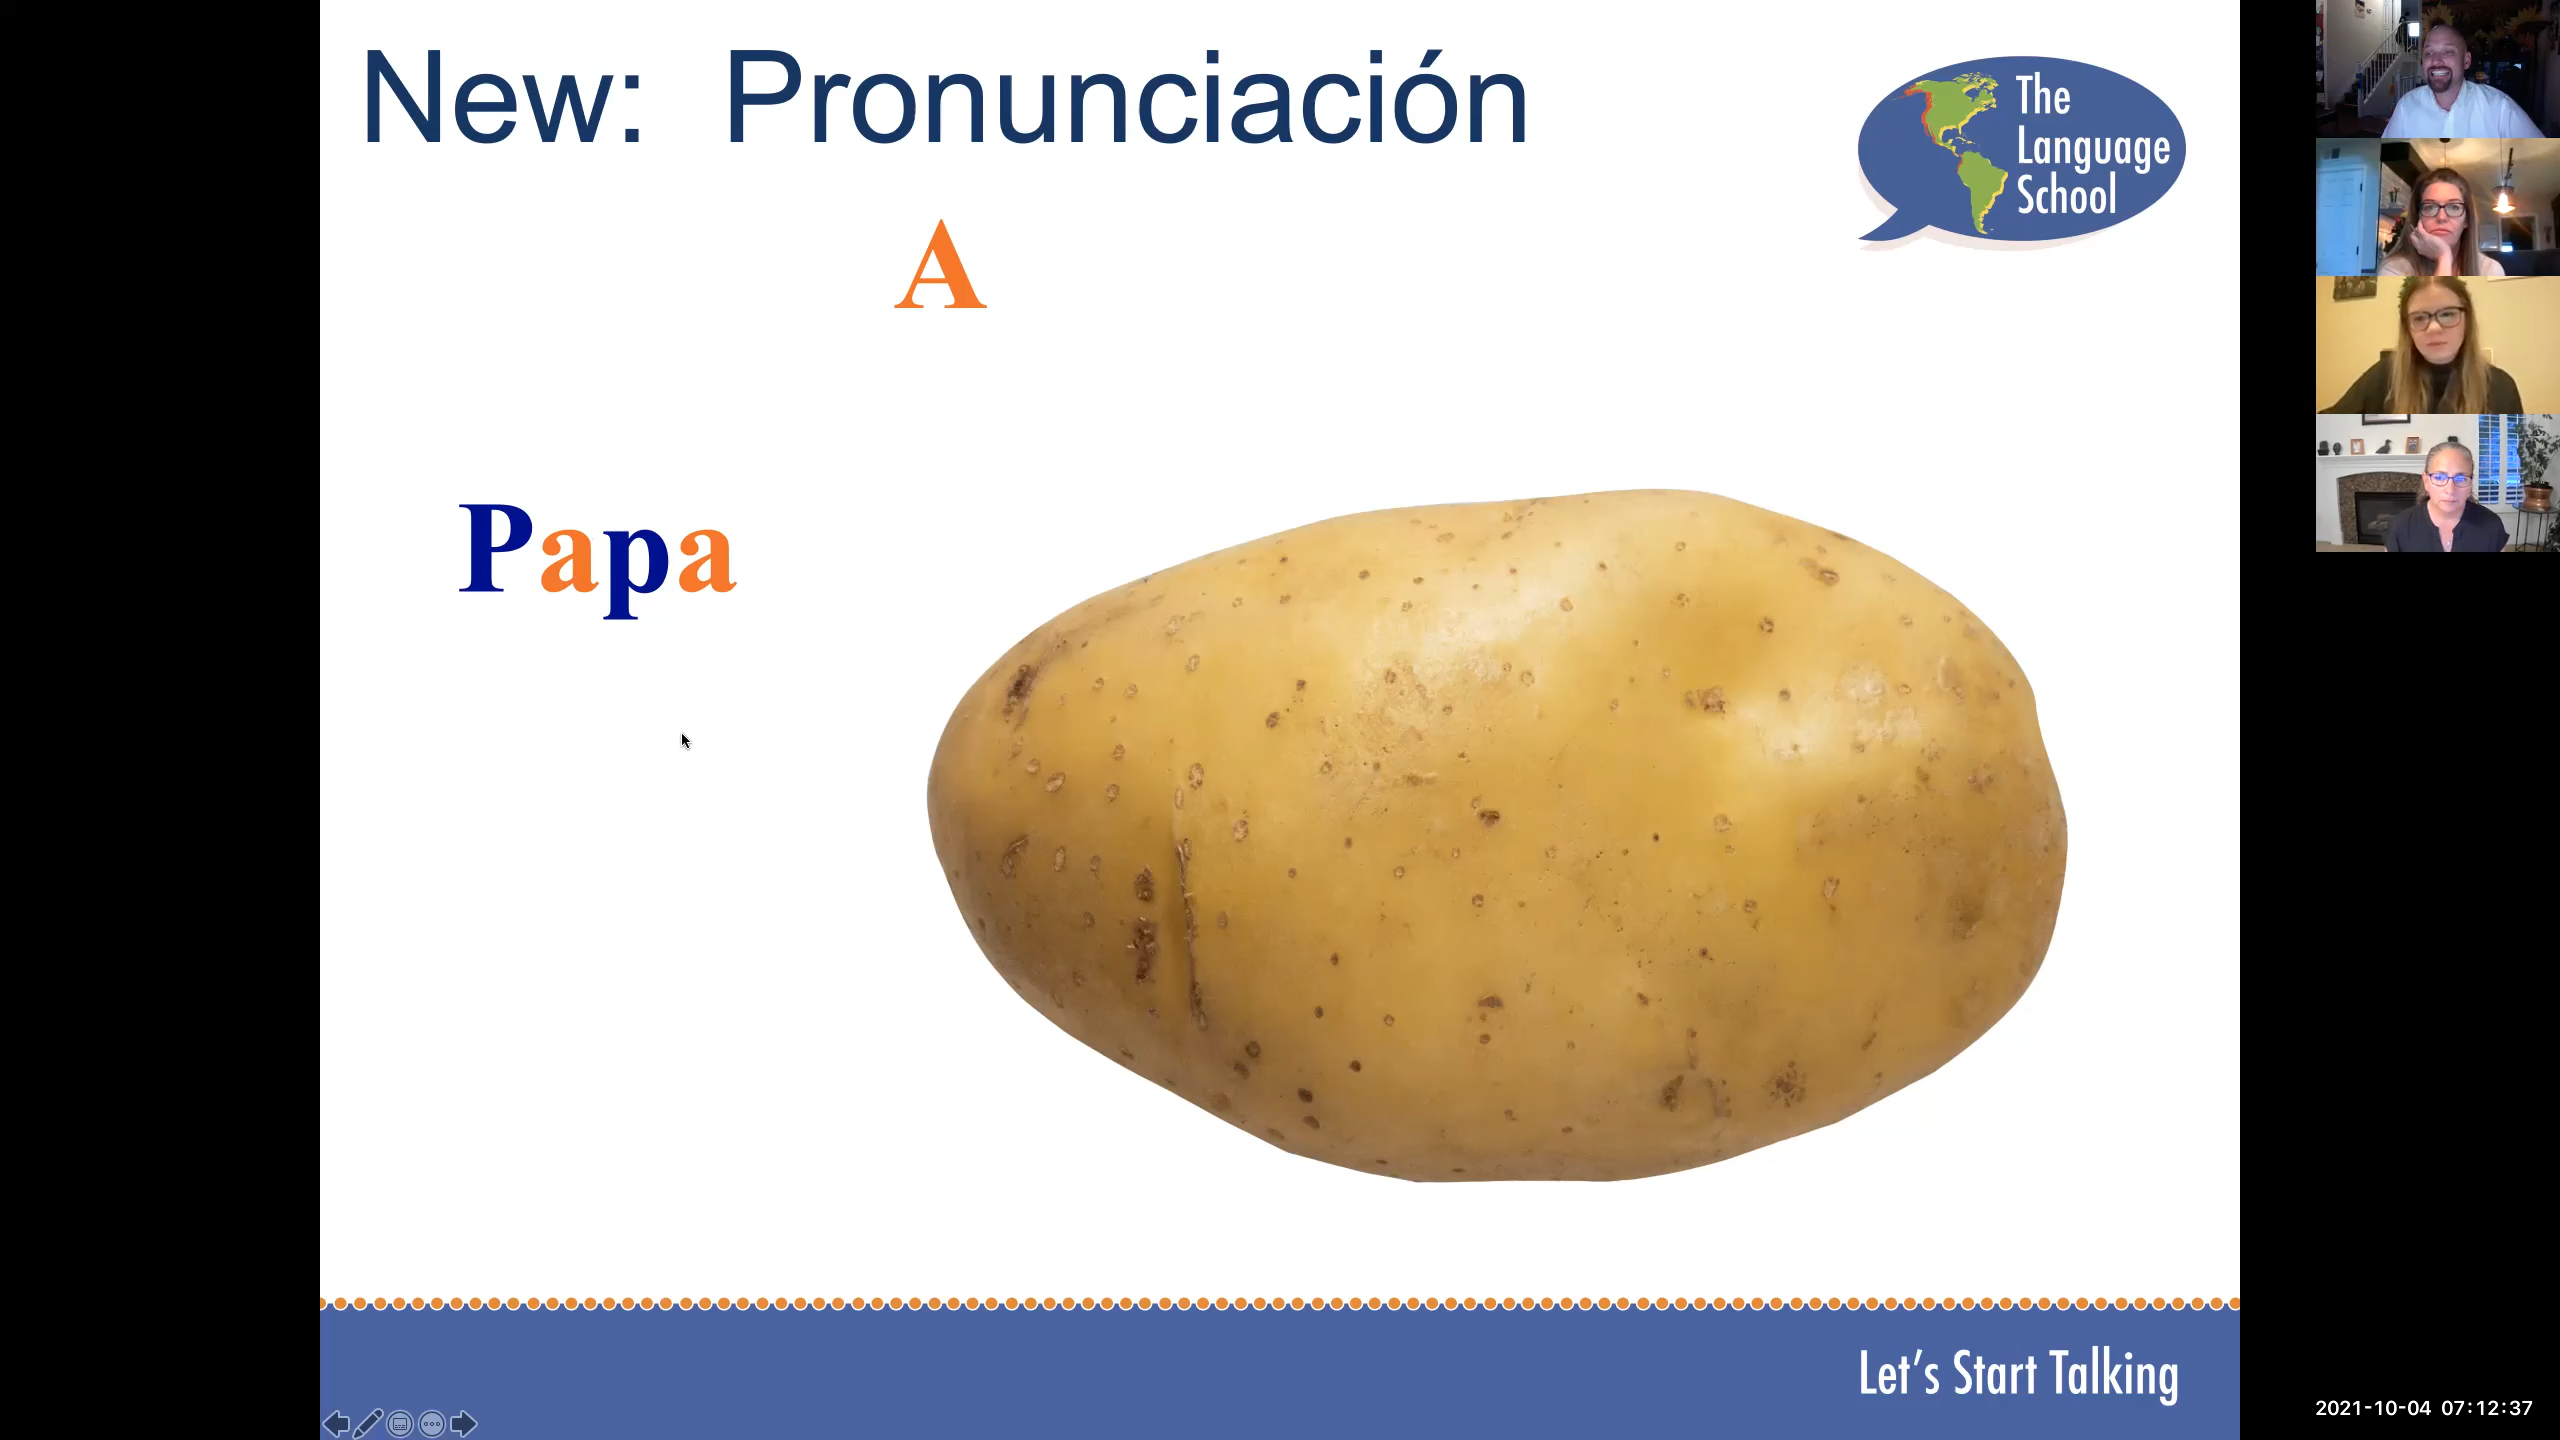 New: Pronunciación
The
Language
School
A
Papa
Let's Start Talking
2021-10-04 07:12:37